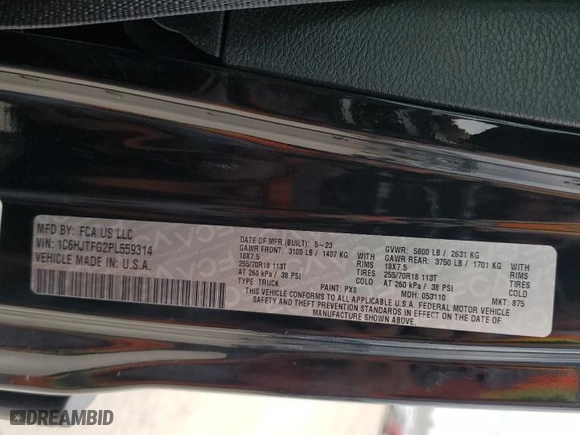 MFD BY: FCA US LLC
VIN: 1C6HJTFG2PL559314
VEHICLE MADE IN: U.S.A.
DATE OF MFR (BUILT): 5-23
GAWR FRONT: 3100 LB / 1407 KG WITH
18X7.5 RIMS
255/70R18 113T TIRES
AT 260 kPa / 38 PSI COLD
TYPE: TRUCK PAINT: PX8
GVWR: 5800 LB / 2631 KG
GAWR REAR: 3750 LB / 1701 KG WITH
18X7.5 RIMS
255/70R18 113T TIRES
AT 260 kPa / 38 PSI COLD
MDH: 053110 MKT: 875
THIS VEHICLE CONFORMS TO ALL APPLICABLE U.S.A. FEDERAL MOTOR VEHICLE
SAFETY AND THEFT PREVENTION STANDARDS IN EFFECT ON THE DATE OF
MANUFACTURE SHOWN ABOVE.
DREAMBID